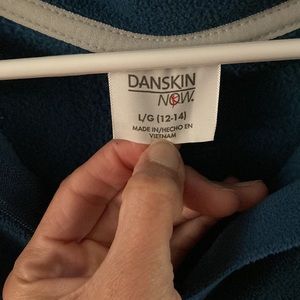 DANSKIN
NOW.
L/G (12-14)
MADE IN/HECHO EN
VIETNAM